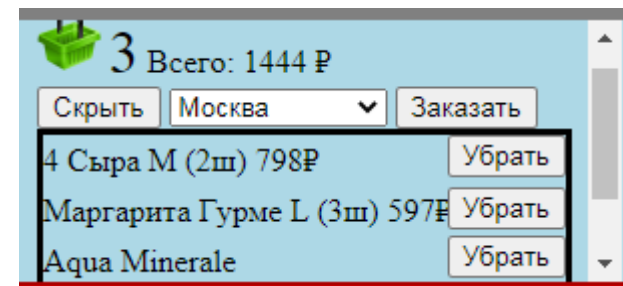 3 Всего: 1444 ₽
Скрыть Москва Заказать
4 Сыра M (2ш) 798₽ Убрать
Маргарита Гурме L (3ш) 597₽ Убрать
Aqua Minerale Убрать